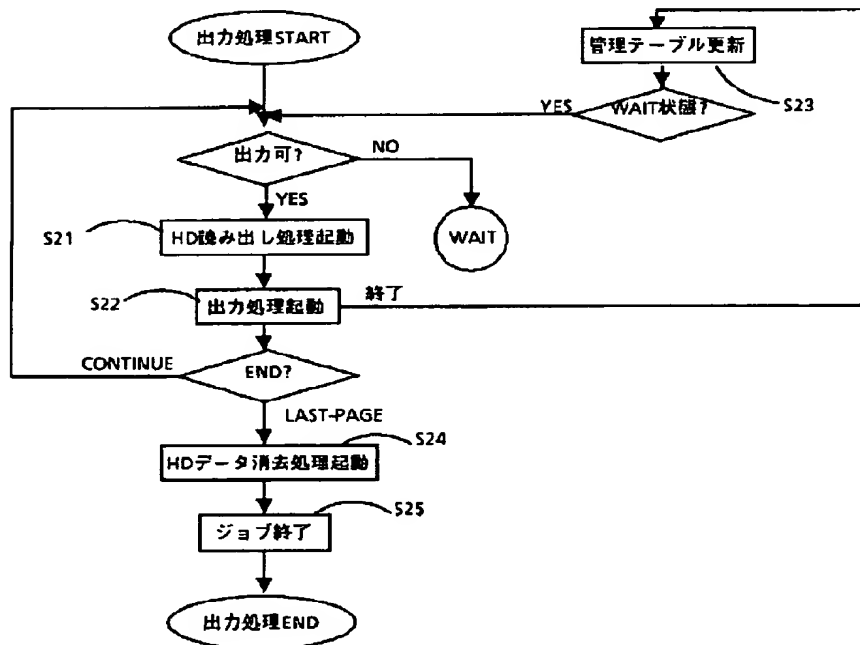 出力処理START
管理テーブル更新
S23
YES
WAIT状態?
出力可?
NO
YES
WAIT
S21
HD読み出し処理起動
S22
出力処理起動
終了
CONTINUE
END?
LAST-PAGE
S24
HDデータ消去処理起動
S25
ジョブ終了
出力処理END